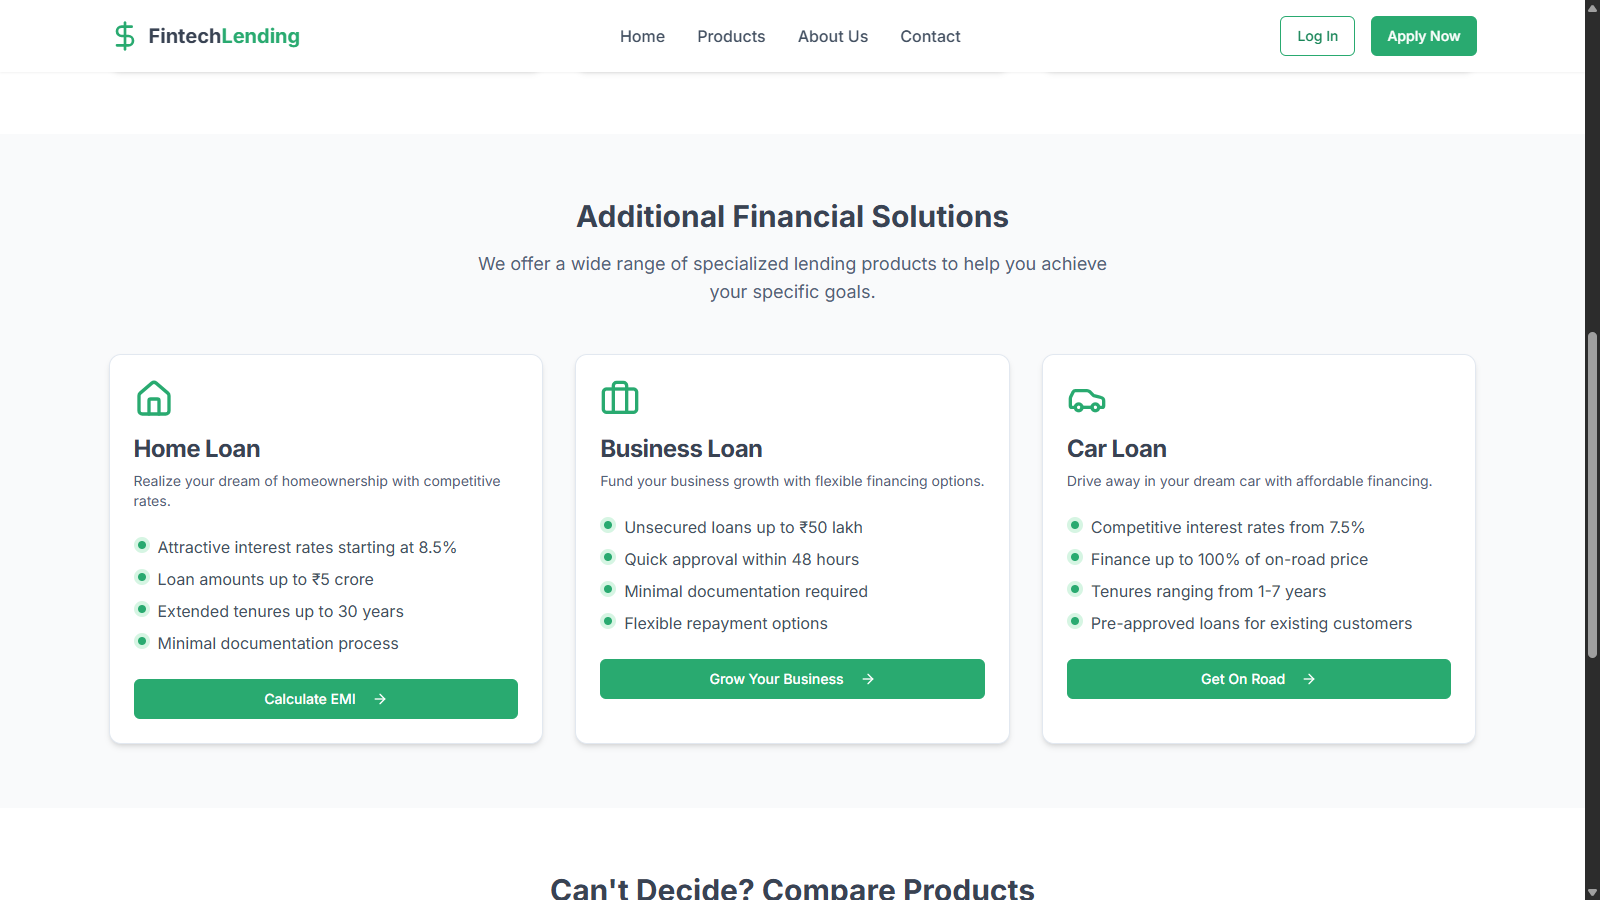 FintechLending
Home
Products
About Us
Contact
Log In
Apply Now
Additional Financial Solutions
We offer a wide range of specialized lending products to help you achieve
your specific goals.
Home Loan
Realize your dream of homeownership with competitive
rates.
Attractive interest rates starting at 8.5%
Loan amounts up to ₹5 crore
Extended tenures up to 30 years
Minimal documentation process
Calculate EMI
Business Loan
Fund your business growth with flexible financing options.
Unsecured loans up to ₹50 lakh
Quick approval within 48 hours
Minimal documentation required
Flexible repayment options
Grow Your Business
Car Loan
Drive away in your dream car with affordable financing.
Competitive interest rates from 7.5%
Finance up to 100% of on-road price
Tenures ranging from 1-7 years
Pre-approved loans for existing customers
Get On Road
Can't Decide? Compare Products